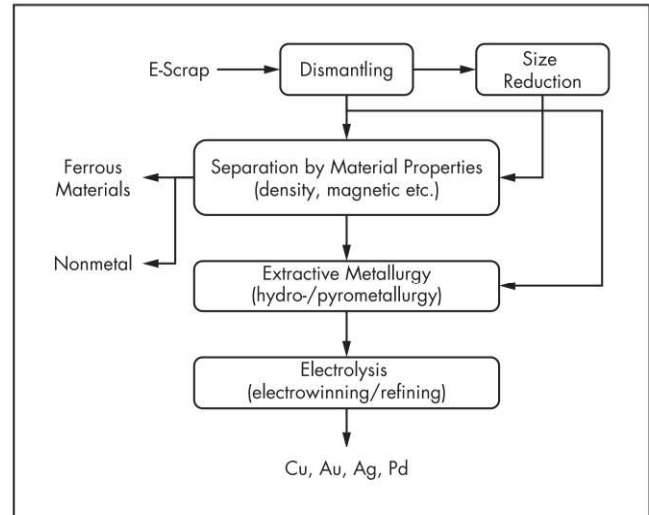 E-Scrap
Dismantling
Size
Reduction
Separation by Material Properties
(density, magnetic etc.)
Ferrous
Materials
Nonmetal
Extractive Metallurgy
(hydro-/pyrometallurgy)
Electrolysis
(electrowinning/refining)
Cu, Au, Ag, Pd